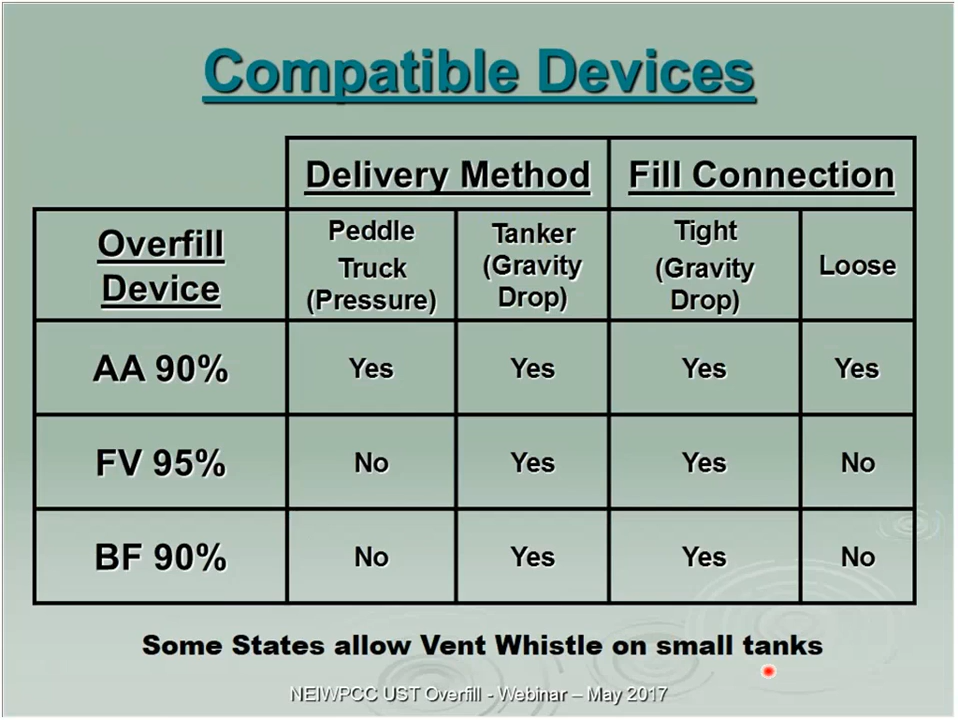 Compatible Devices
Delivery Method Fill Connection
Overfill Device
Peddle Truck (Pressure)
Tanker (Gravity Drop)
Tight (Gravity Drop)
Loose
AA 90% Yes Yes Yes Yes
FV 95% No Yes Yes No
BF 90% No Yes Yes No
Some States allow Vent Whistle on small tanks
NEIWPCC UST Overfill - Webinar – May 2017